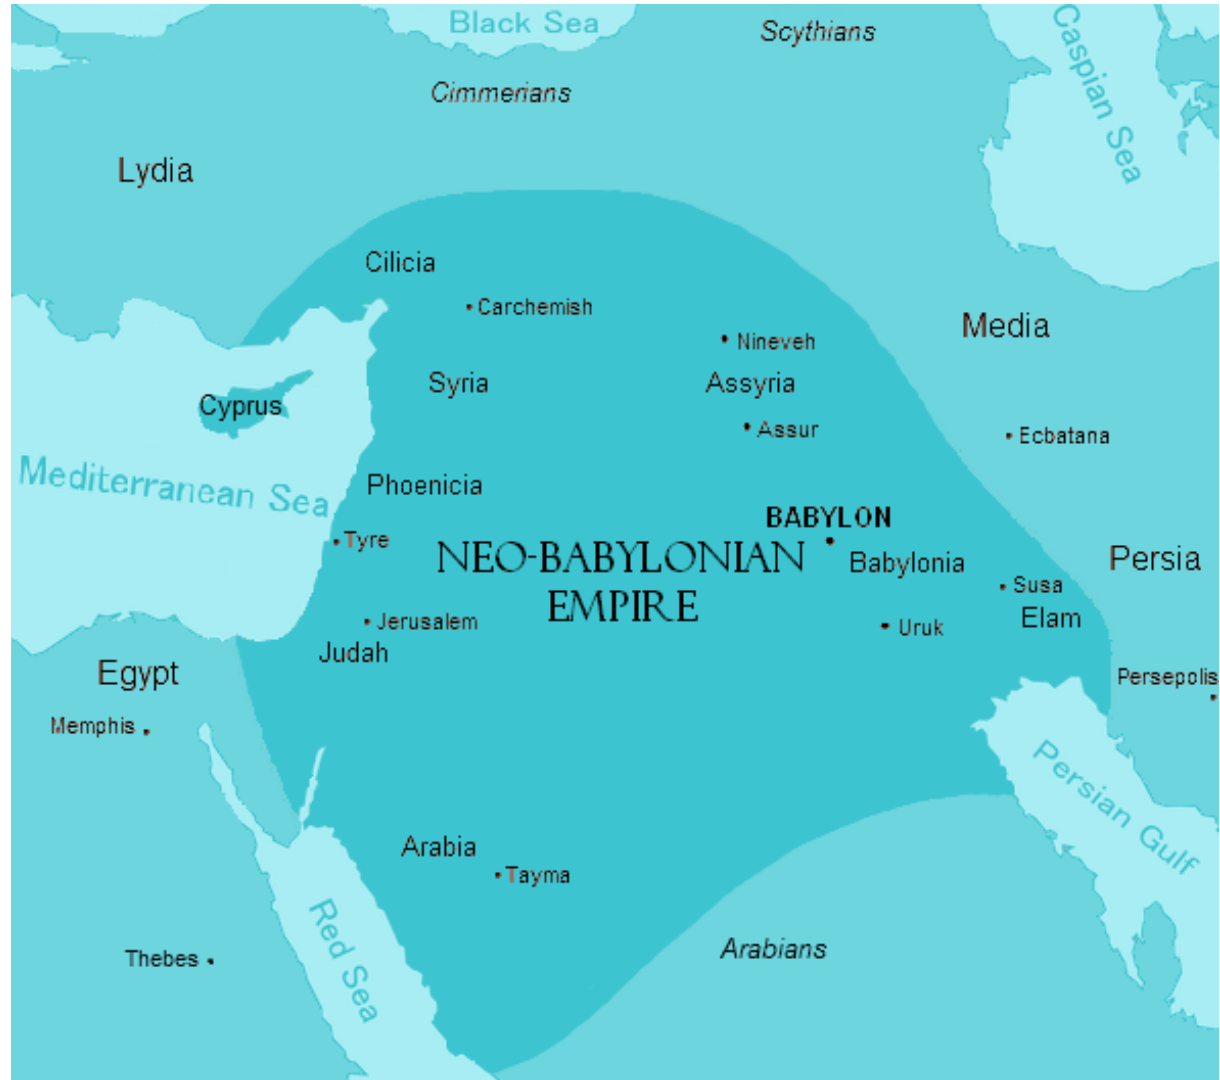 Black Sea
Scythians
Caspian Sea
Cimmerians
Lydia
Cilicia
Carchemish
Media
Nineveh
Syria
Assyria
Cyprus
Assur
Ecbatana
Mediterranean Sea
Phoenicia
BABYLON
Tyre
NEO-BABYLONIAN
EMPIRE
Babylonia
Persia
Susa
Elam
Jerusalem
Judah
Uruk
Egypt
Persepolis
Memphis
Persian Gulf
Arabia
Tayma
Red Sea
Thebes
Arabians